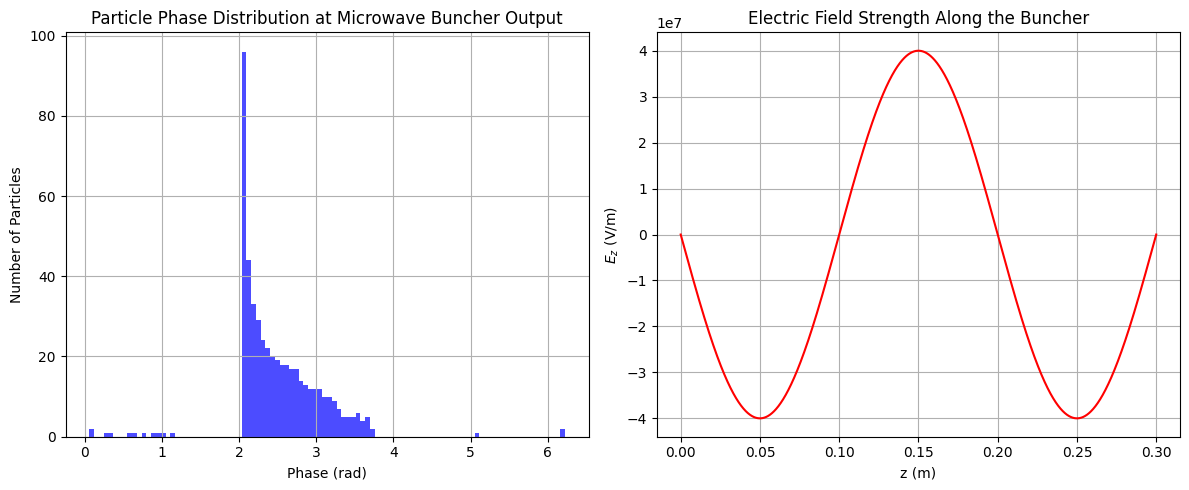 Particle Phase Distribution at Microwave Buncher Output
Number of Particles
100
80
60
40
20
0
0 1 2 3 4 5 6
Phase (rad)
Electric Field Strength Along the Buncher
1e7
E_z (V/m)
4
3
2
1
0
−1
−2
−3
−4
0.00 0.05 0.10 0.15 0.20 0.25 0.30
z (m)